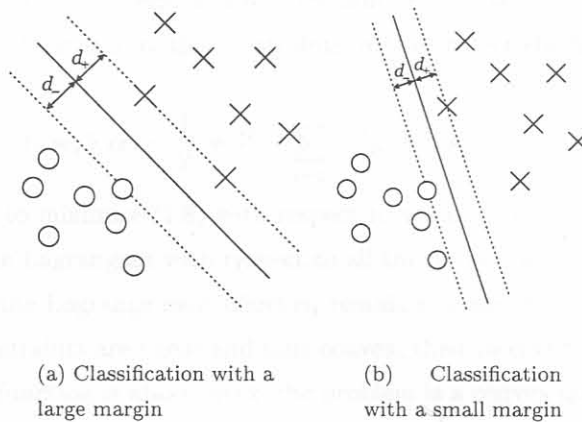 d₊
d₋
d₋ d₊
(a) Classification with a
large margin
(b) Classification
with a small margin